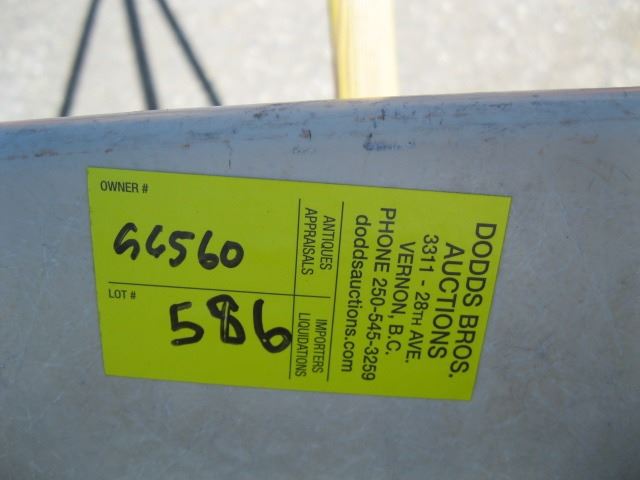 OWNER #
GC560
LOT #
586
ANTIQUES
APPRAISALS
IMPORTERS
LIQUIDATIONS
DODDS BROS.
AUCTIONS
3311 - 28TH AVE.
VERNON, B.C.
PHONE 250-545-3259
doddsauctions.com